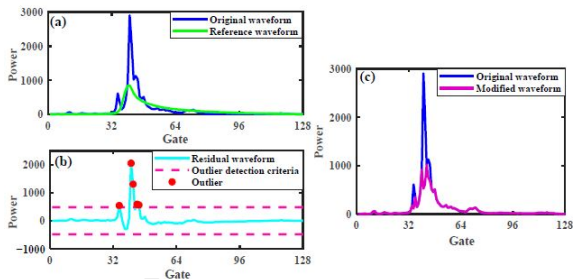 (a)
Original waveform
Reference waveform
3000
2000
1000
0
Power
0
32
64
96
128
Gate
(b)
Residual waveform
Outlier detection criteria
Outlier
2000
1000
0
−1000
Power
0
32
64
96
128
Gate
(c)
Original waveform
Modified waveform
3000
2000
1000
0
Power
0
32
64
96
128
Gate